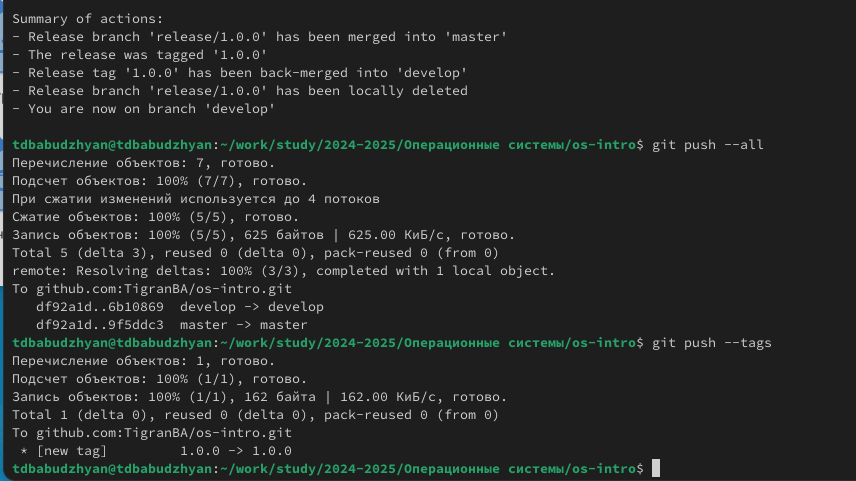 Summary of actions:
- Release branch 'release/1.0.0' has been merged into 'master'
- The release was tagged '1.0.0'
- Release tag '1.0.0' has been back-merged into 'develop'
- Release branch 'release/1.0.0' has been locally deleted
- You are now on branch 'develop'

tdbabudzhyan@tdbabudzhyan:~/work/study/2024-2025/Операционные системы/os-intro$ git push --all
Перечисление объектов: 7, готово.
Подсчет объектов: 100% (7/7), готово.
При сжатии изменений используется до 4 потоков
Сжатие объектов: 100% (5/5), готово.
Запись объектов: 100% (5/5), 625 байтов | 625.00 КиБ/с, готово.
Total 5 (delta 3), reused 0 (delta 0), pack-reused 0 (from 0)
remote: Resolving deltas: 100% (3/3), completed with 1 local object.
To github.com:TigranBA/os-intro.git
   df92a1d..6b10869  develop -> develop
   df92a1d..9f5ddc3  master -> master
tdbabudzhyan@tdbabudzhyan:~/work/study/2024-2025/Операционные системы/os-intro$ git push --tags
Перечисление объектов: 1, готово.
Подсчет объектов: 100% (1/1), готово.
Запись объектов: 100% (1/1), 162 байта | 162.00 КиБ/с, готово.
Total 1 (delta 0), reused 0 (delta 0), pack-reused 0 (from 0)
To github.com:TigranBA/os-intro.git
 * [new tag]         1.0.0 -> 1.0.0
tdbabudzhyan@tdbabudzhyan:~/work/study/2024-2025/Операционные системы/os-intro$